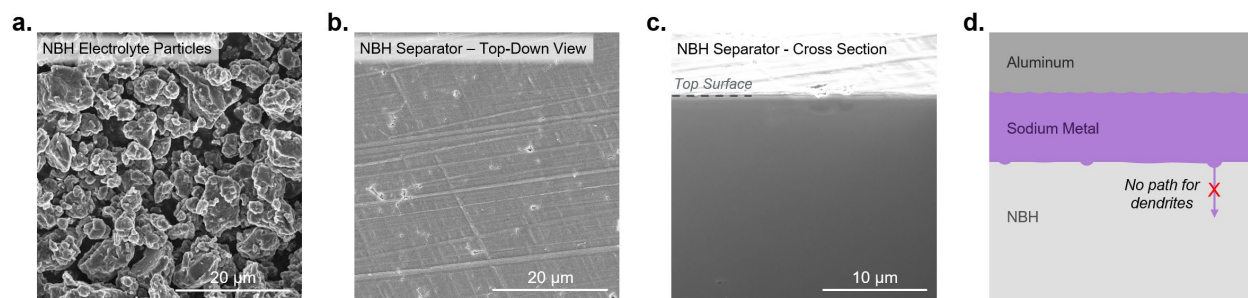 a.
NBH Electrolyte Particles
20 µm
b.
NBH Separator – Top-Down View
20 µm
c.
NBH Separator - Cross Section
Top Surface
10 µm
d.
Aluminum
Sodium Metal
No path for
dendrites
X
NBH